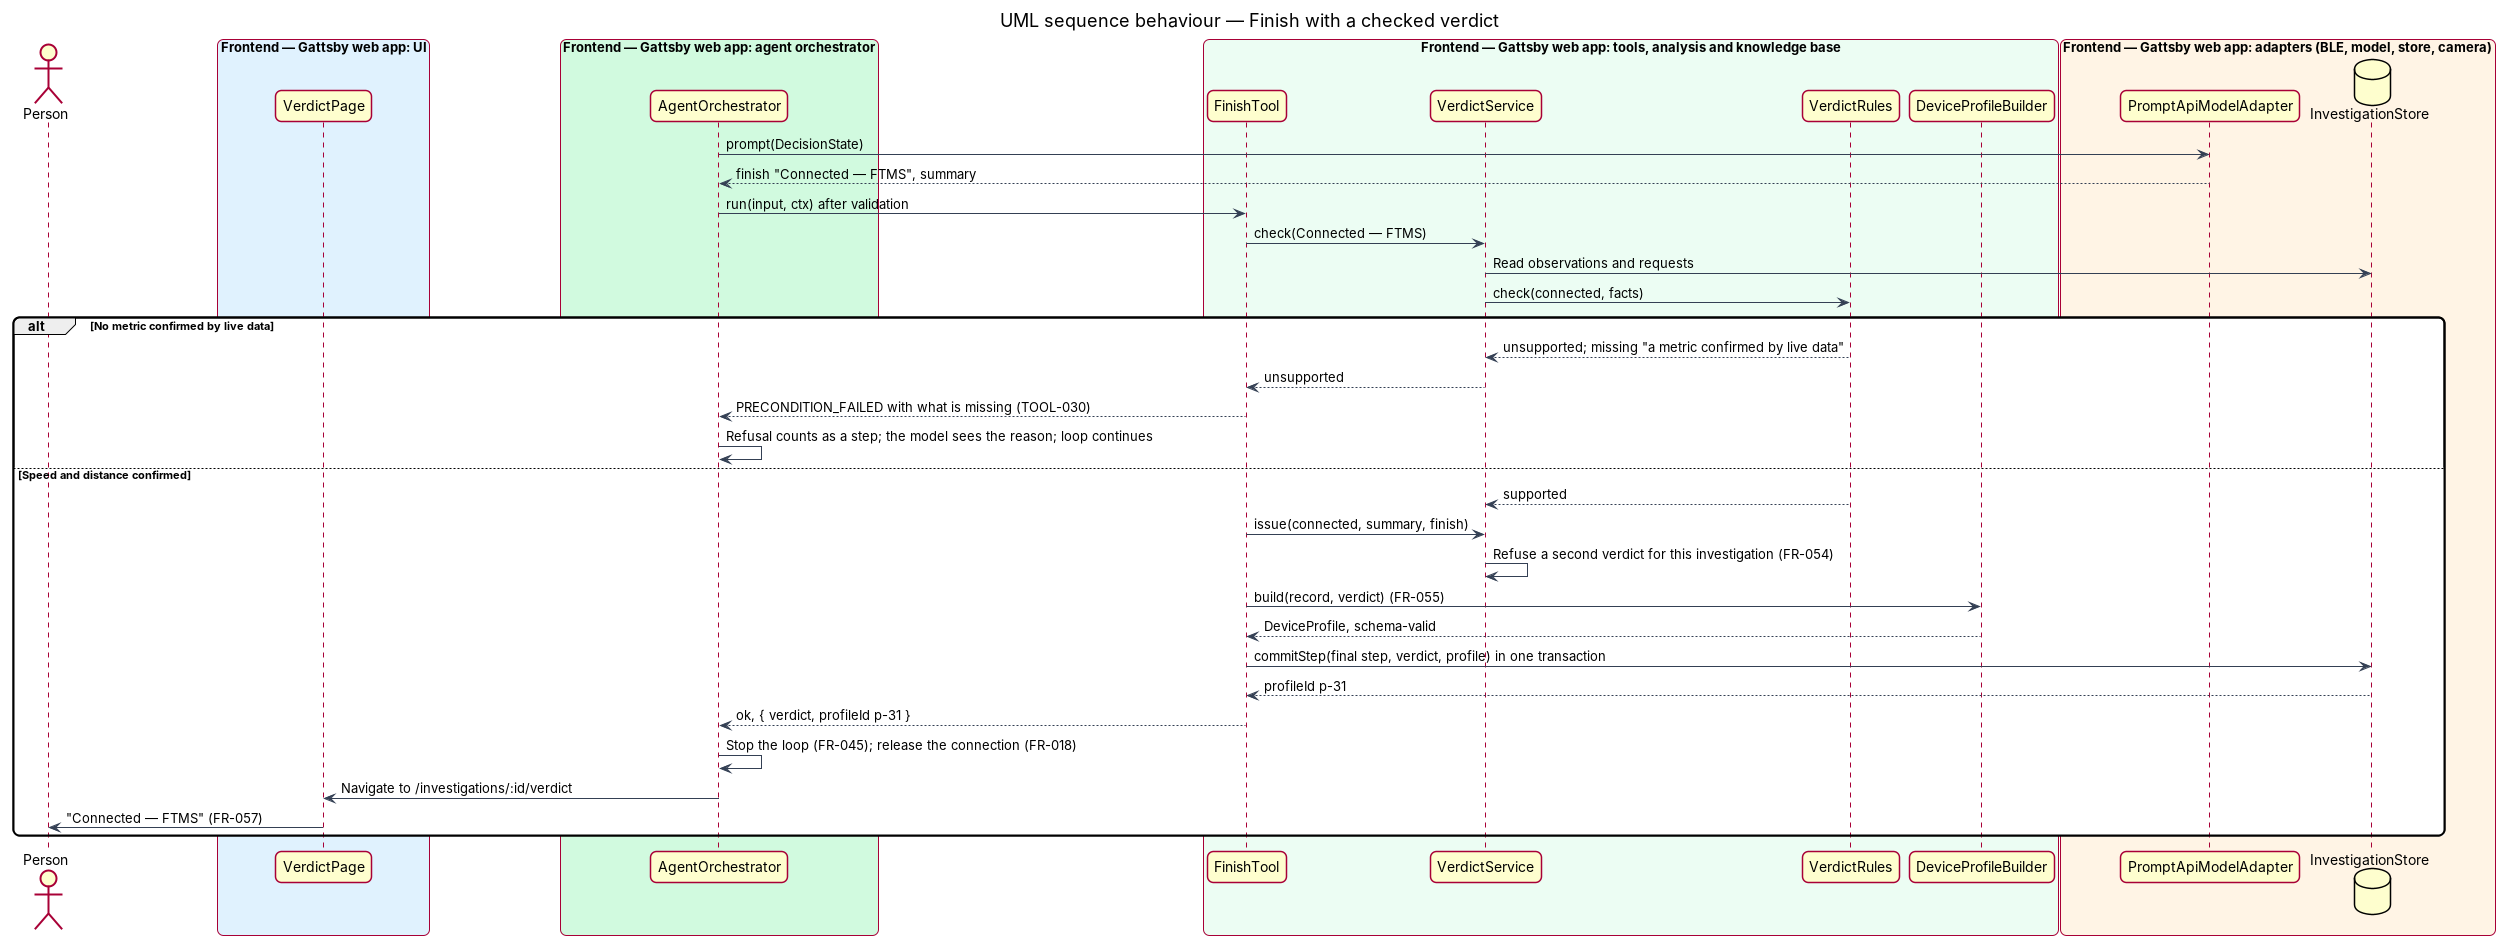 UML sequence behaviour — Finish with a checked verdict
Frontend — Gattsby web app: UI
Frontend — Gattsby web app: agent orchestrator
Frontend — Gattsby web app: tools, analysis and knowledge base
Frontend — Gattsby web app: adapters (BLE, model, store, camera)
Person
VerdictPage
AgentOrchestrator
FinishTool
VerdictService
VerdictRules
DeviceProfileBuilder
PromptApiModelAdapter
InvestigationStore
prompt(DecisionState)
finish "Connected — FTMS", summary
run(input, ctx) after validation
check(Connected — FTMS)
Read observations and requests
check(connected, facts)
alt
[No metric confirmed by live data]
unsupported; missing "a metric confirmed by live data"
unsupported
PRECONDITION_FAILED with what is missing (TOOL-030)
Refusal counts as a step; the model sees the reason; loop continues
[Speed and distance confirmed]
supported
issue(connected, summary, finish)
Refuse a second verdict for this investigation (FR-054)
build(record, verdict) (FR-055)
DeviceProfile, schema-valid
commitStep(final step, verdict, profile) in one transaction
profileId p-31
ok, { verdict, profileId p-31 }
Stop the loop (FR-045); release the connection (FR-018)
Navigate to /investigations/:id/verdict
"Connected — FTMS" (FR-057)
Person
VerdictPage
AgentOrchestrator
FinishTool
VerdictService
VerdictRules
DeviceProfileBuilder
PromptApiModelAdapter
InvestigationStore